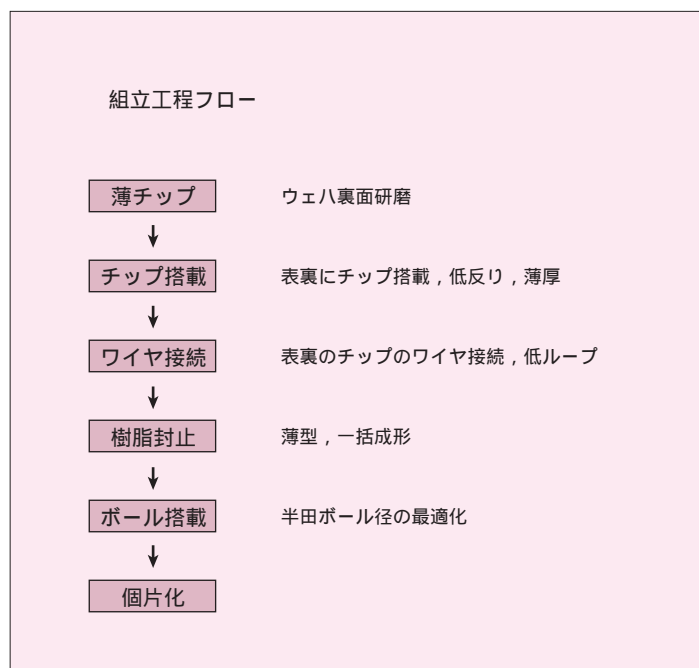 組立工程フロー
薄チップ ウェハ裏面研磨
チップ搭載 表裏にチップ搭載，低反り，薄厚
ワイヤ接続 表裏のチップのワイヤ接続，低ループ
樹脂封止 薄型，一括成形
ボール搭載 半田ボール径の最適化
個片化